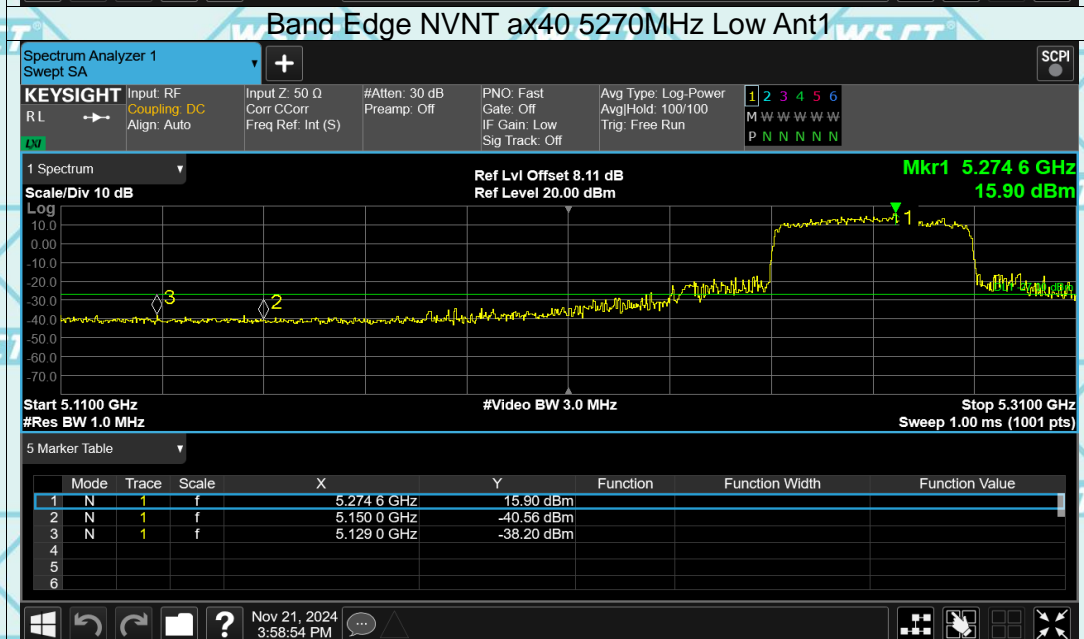 Band Edge NVNT ax40 5270MHz Low Ant1
Spectrum Analyzer 1
Swept SA
+
SCPI
KEYSIGHT
RL
LXI
Input: RF
Coupling: DC
Align: Auto
Input Z: 50 Ω
Corr CCorr
Freq Ref: Int (S)
#Atten: 30 dB
Preamp: Off
PNO: Fast
Gate: Off
IF Gain: Low
Sig Track: Off
Avg Type: Log-Power
Avg|Hold: 100/100
Trig: Free Run
1 2 3 4 5 6
M W W W W W
P N N N N N
1 Spectrum
Scale/Div 10 dB
Ref Lvl Offset 8.11 dB
Ref Level 20.00 dBm
Mkr1 5.274 6 GHz
15.90 dBm
Log
10.0
0.00
-10.0
-20.0
-30.0
-40.0
-50.0
-60.0
-70.0
3
2
1
Start 5.1100 GHz
#Res BW 1.0 MHz
#Video BW 3.0 MHz
Stop 5.3100 GHz
Sweep 1.00 ms (1001 pts)
5 Marker Table
Mode Trace Scale X Y Function Function Width Function Value
1 N 1 f 5.274 6 GHz 15.90 dBm
2 N 1 f 5.150 0 GHz -40.56 dBm
3 N 1 f 5.129 0 GHz -38.20 dBm
4
5
6
?
Nov 21, 2024
3:58:54 PM